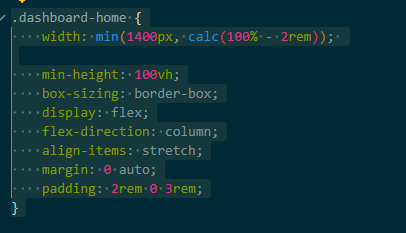 .dashboard-home {
    width: min(1400px, calc(100% - 2rem));

    min-height: 100vh;
    box-sizing: border-box;
    display: flex;
    flex-direction: column;
    align-items: stretch;
    margin: 0 auto;
    padding: 2rem 0 3rem;
}